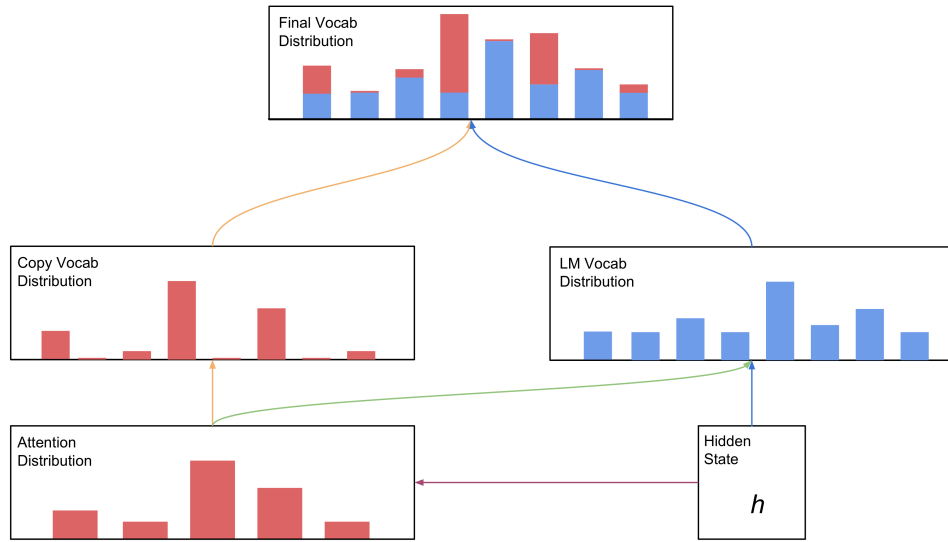 Final Vocab
Distribution
Copy Vocab
Distribution
LM Vocab
Distribution
Attention
Distribution
Hidden
State
h